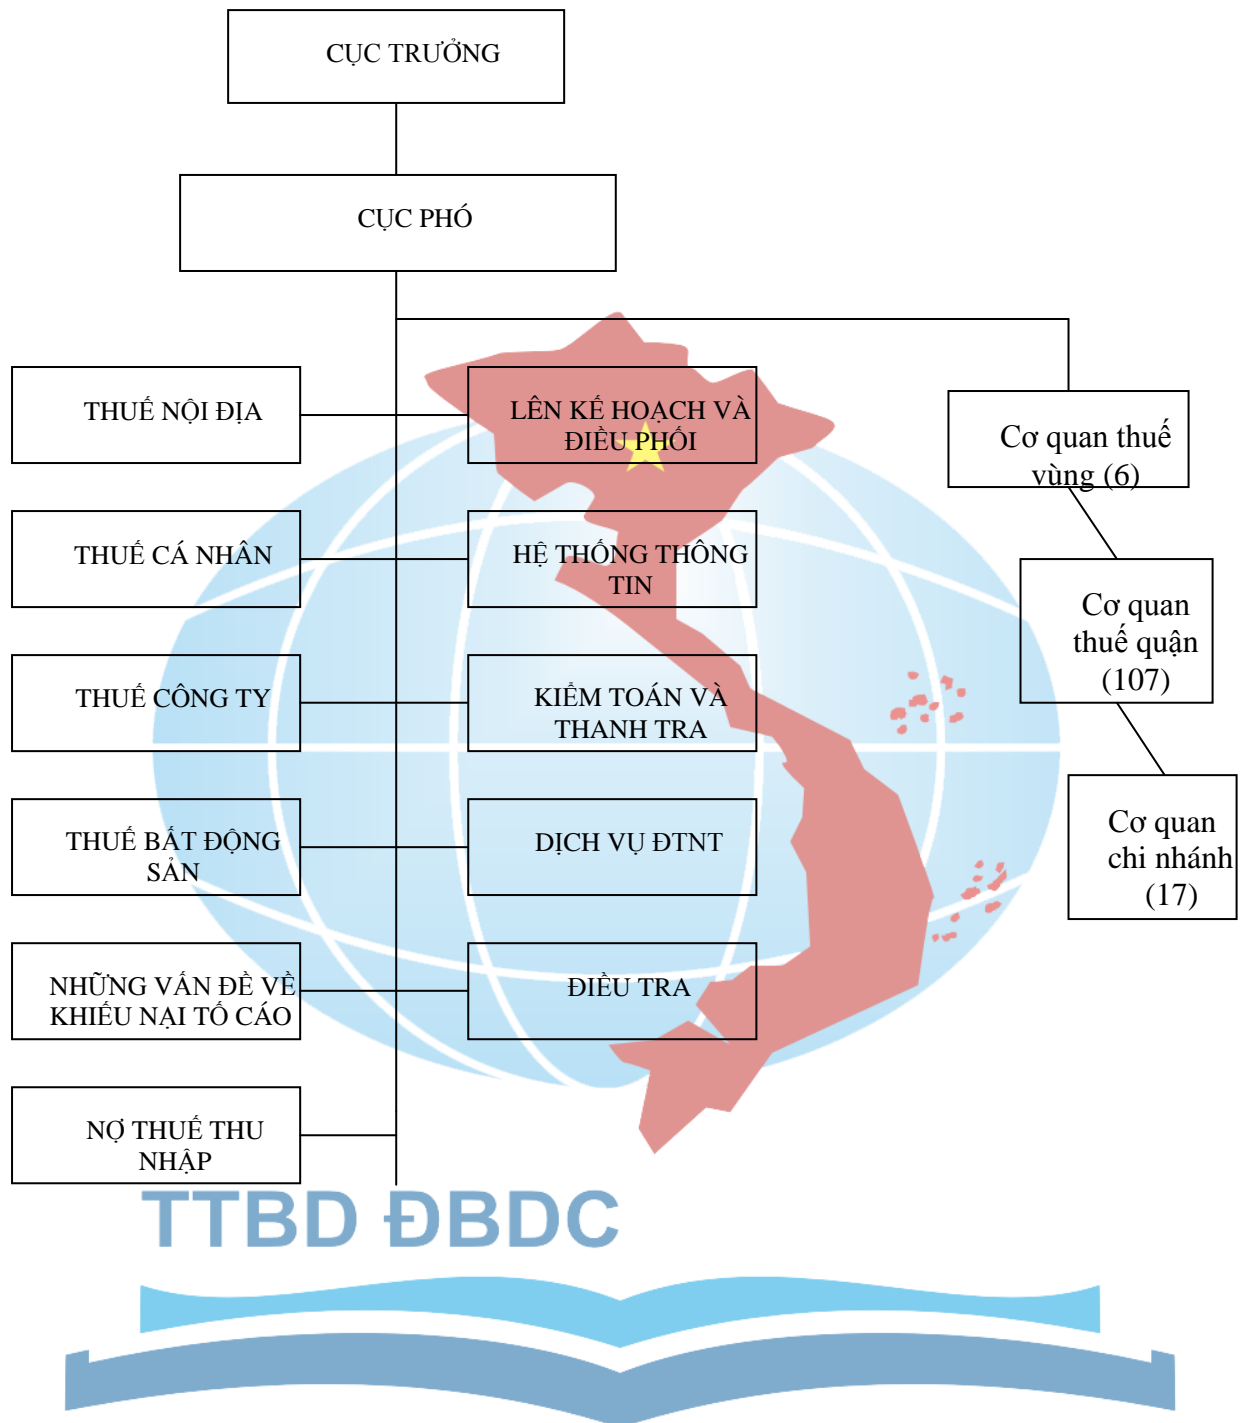 CỤC TRƯỞNG
CỤC PHÓ
THUẾ NỘI ĐỊA
LÊN KẾ HOẠCH VÀ
ĐIỀU PHỐI
Cơ quan thuế
vùng (6)
THUẾ CÁ NHÂN
HỆ THỐNG THÔNG
TIN
Cơ quan
thuế quận
(107)
THUẾ CÔNG TY
KIỂM TOÁN VÀ
THANH TRA
THUẾ BẤT ĐỘNG
SẢN
DỊCH VỤ ĐTNT
Cơ quan
chi nhánh
(17)
NHỮNG VẤN ĐỀ VỀ
KHIẾU NẠI TỐ CÁO
ĐIỀU TRA
NỢ THUẾ THU
NHẬP
TTBD ĐBDC